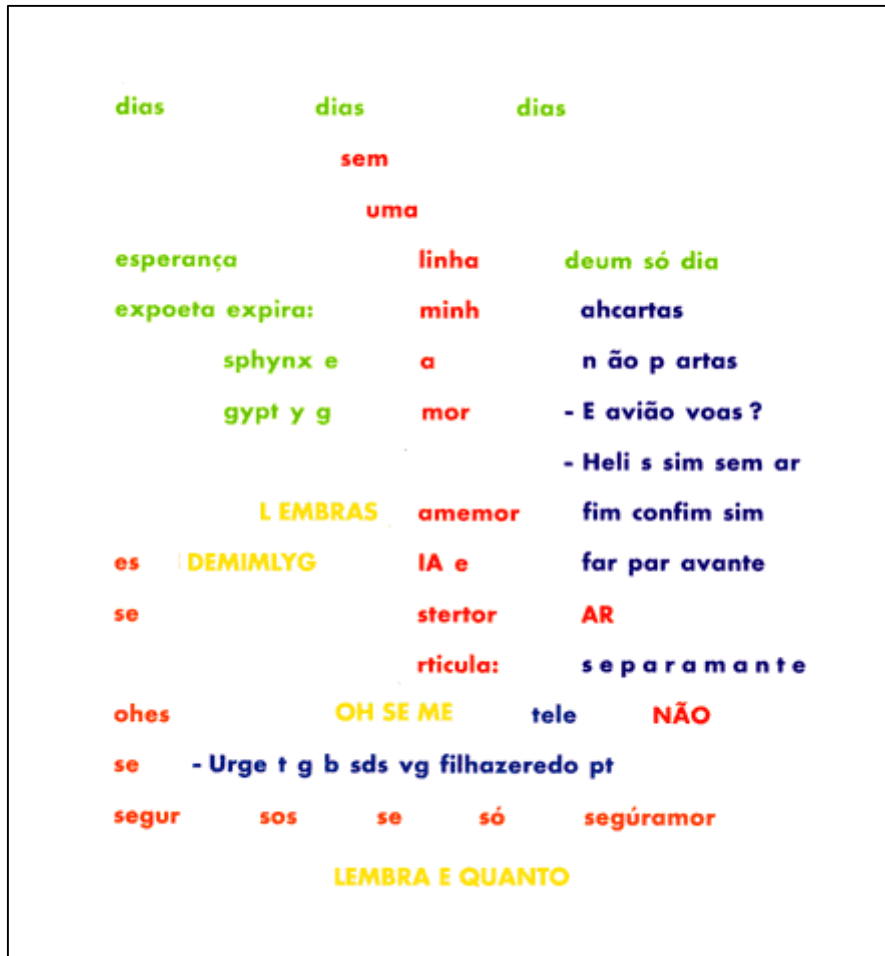 dias dias dias
sem
uma
esperança linha deum só dia
expoeta expira: minh ahcartas
sphynx e a n ão p artas
gypt y g mor - E avião voas ?
- Heli s sim sem ar
L EMBRAS amemor fim confim sim
es DEMIMLYG IA e far par avante
se stertor AR
rticula: s e p a r a m a n t e
ohes OH SE ME tele NÃO
se - Urge t g b sds vg filhazeredo pt
segur sos se só segúramor
LEMBRA E QUANTO